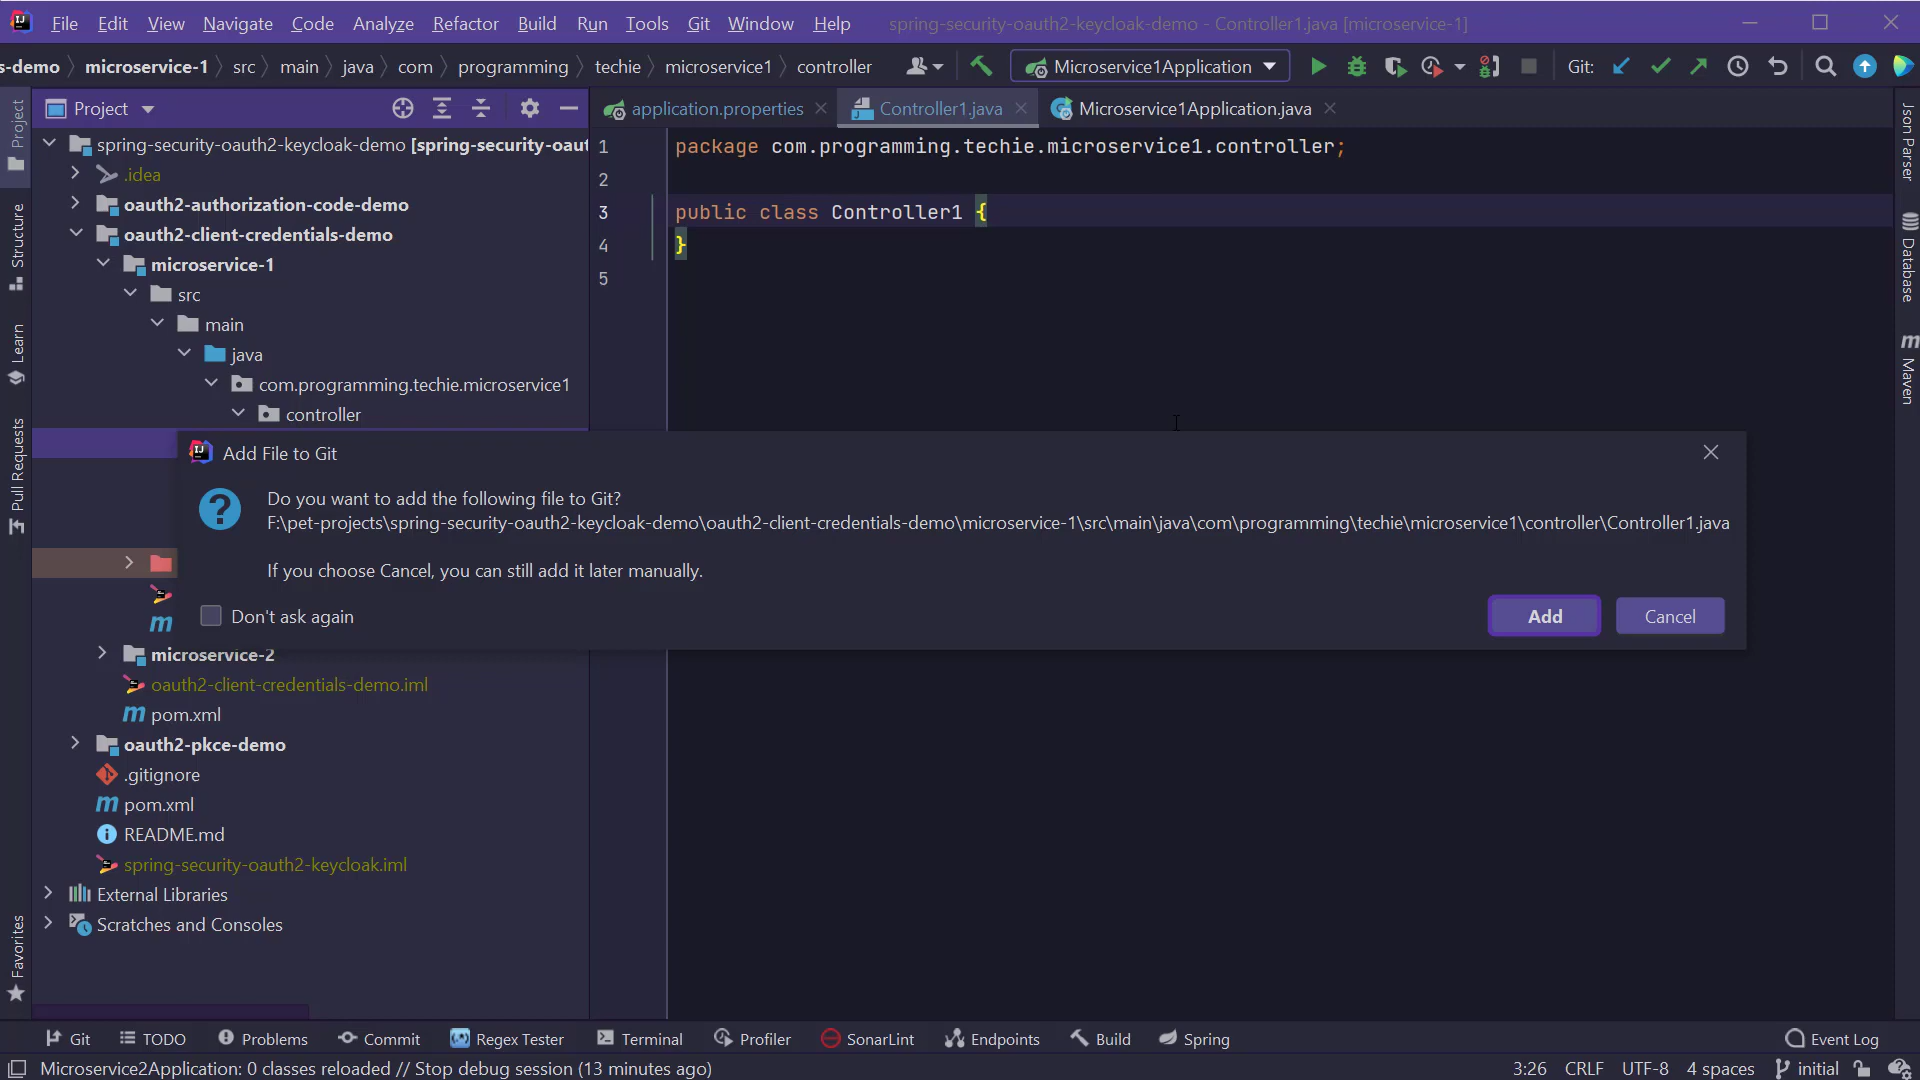 File Edit View Navigate Code Analyze Refactor Build Run Tools Git Window Help spring-security-oauth2-keycloak-demo - Controller1.java [microservice-1]
s-demo microservice-1 src main java com programming techie microservice1 controller Microservice1Application Git:
Project
application.properties Controller1.java Microservice1Application.java
spring-security-oauth2-keycloak-demo [spring-security-oaut
.idea
oauth2-authorization-code-demo
oauth2-client-credentials-demo
microservice-1
src
main
java
com.programming.techie.microservice1
controller
1 package com.programming.techie.microservice1.controller;
2
3 public class Controller1 {
4 }
5
Add File to Git
Do you want to add the following file to Git?
F:\pet-projects\spring-security-oauth2-keycloak-demo\oauth2-client-credentials-demo\microservice-1\src\main\java\com\programming\techie\microservice1\controller\Controller1.java
If you choose Cancel, you can still add it later manually.
Don't ask again
Add Cancel
microservice-2
oauth2-client-credentials-demo.iml
pom.xml
oauth2-pkce-demo
.gitignore
pom.xml
README.md
spring-security-oauth2-keycloak.iml
External Libraries
Scratches and Consoles
Project
Structure
Learn
Pull Requests
Favorites
Json Parser
Database
Maven
Git TODO Problems Commit Regex Tester Terminal Profiler SonarLint Endpoints Build Spring Event Log
Microservice2Application: 0 classes reloaded // Stop debug session (13 minutes ago) 3:26 CRLF UTF-8 4 spaces initial